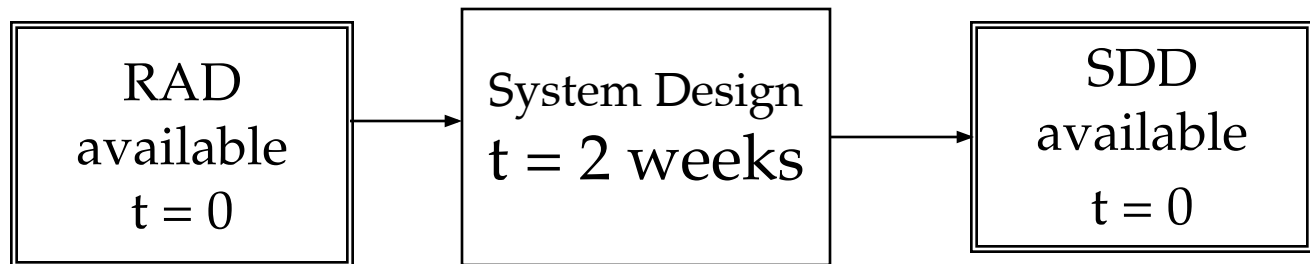 RAD
available
t = 0
System Design
t = 2 weeks
SDD
available
t = 0